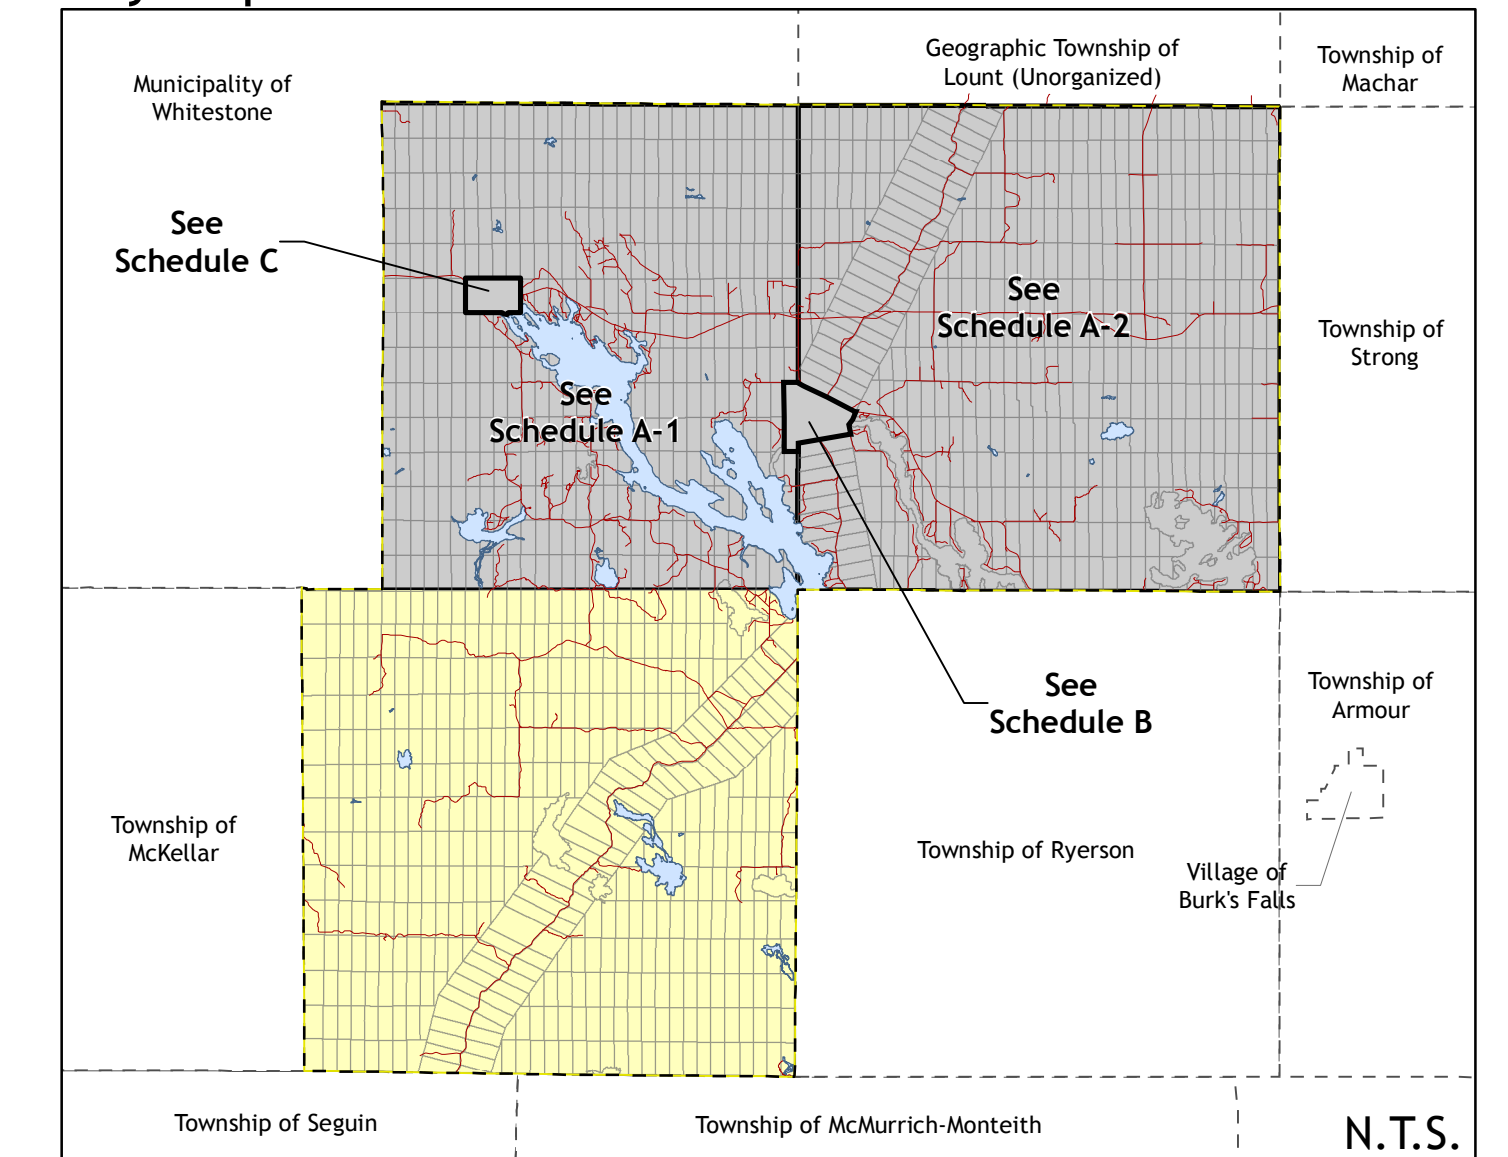 Geographic Township of
Lount (Unorganized)
Township of
Machar
Municipality of
Whitestone
See
Schedule C
See
Schedule A-2
Township of
Strong
See
Schedule A-1
See
Schedule B
Township of
Armour
Township of
McKellar
Township of Ryerson
Village of
Burk's Falls
Township of Seguin
Township of McMurrich-Monteith
N.T.S.